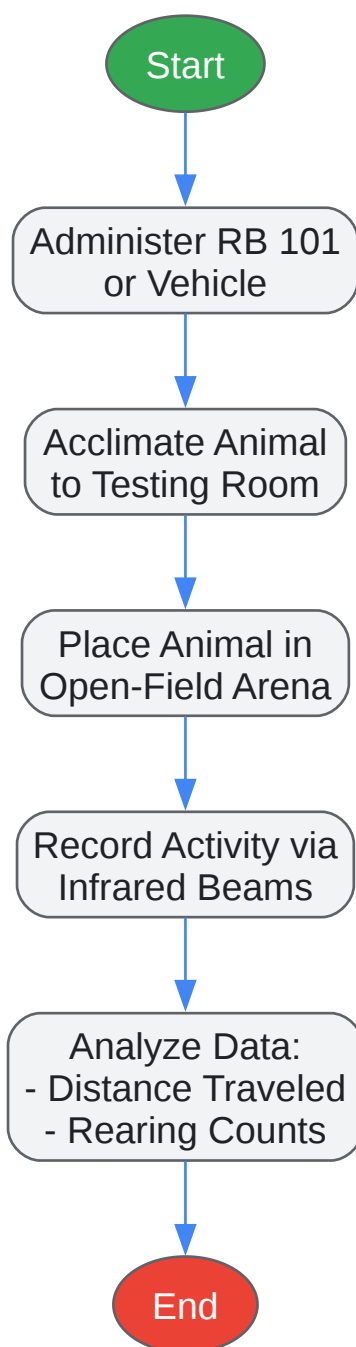 Start
Administer RB 101
or Vehicle
Acclimate Animal
to Testing Room
Place Animal in
Open-Field Arena
Record Activity via
Infrared Beams
Analyze Data:
- Distance Traveled
- Rearing Counts
End